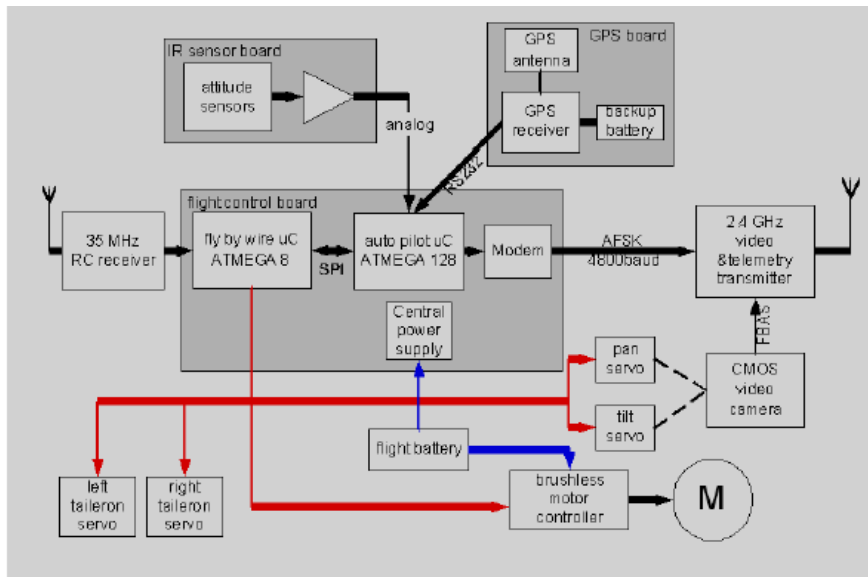 IR sensor board
attitude
sensors
analog
GPS
antenna
GPS board
GPS
receiver
backup
battery
RS232
flight control board
35 MHz
RC receiver
fly by wire uC
ATMEGA 8
SPI
auto pilot uC
ATMEGA 128
Modem
AFSK
4800baud
2.4 GHz
video
&telemetry
transmitter
Central
power
supply
FBAS
pan
servo
CMOS
video
camera
tilt
servo
flight battery
left
taileron
servo
right
taileron
servo
brushless
motor
controller
M